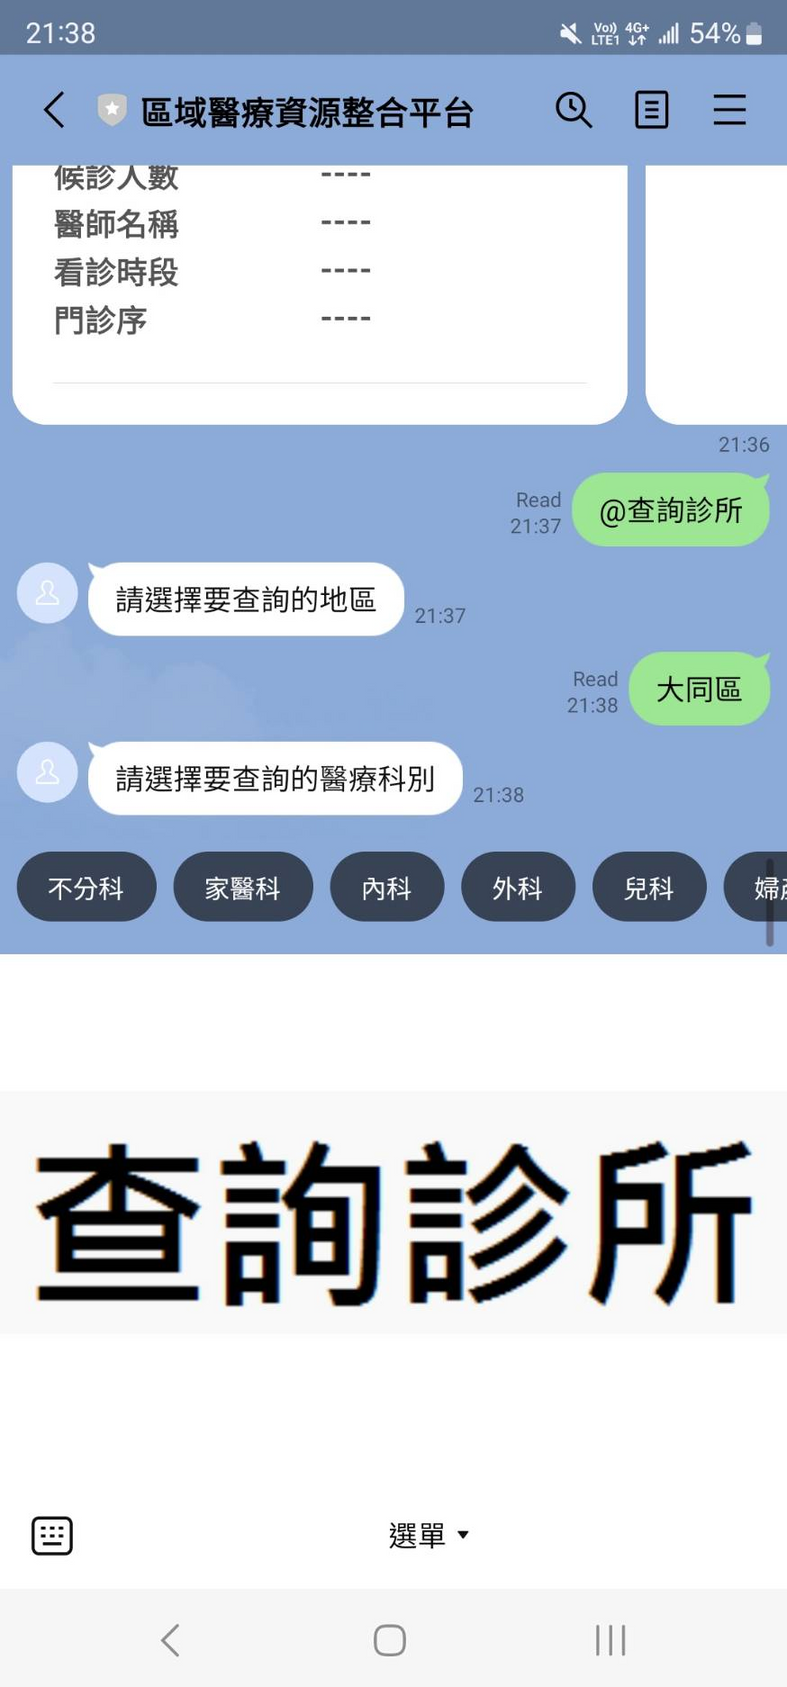 21:38
Vo)) 4G+ 54%
LTE1
區域醫療資源整合平台
候診人數 ----
醫師名稱 ----
看診時段 ----
門診序 ----
21:36
Read
21:37
@查詢診所
請選擇要查詢的地區
21:37
Read
21:38
大同區
請選擇要查詢的醫療科別
21:38
不分科 家醫科 內科 外科 兒科 婦
查詢診所
選單